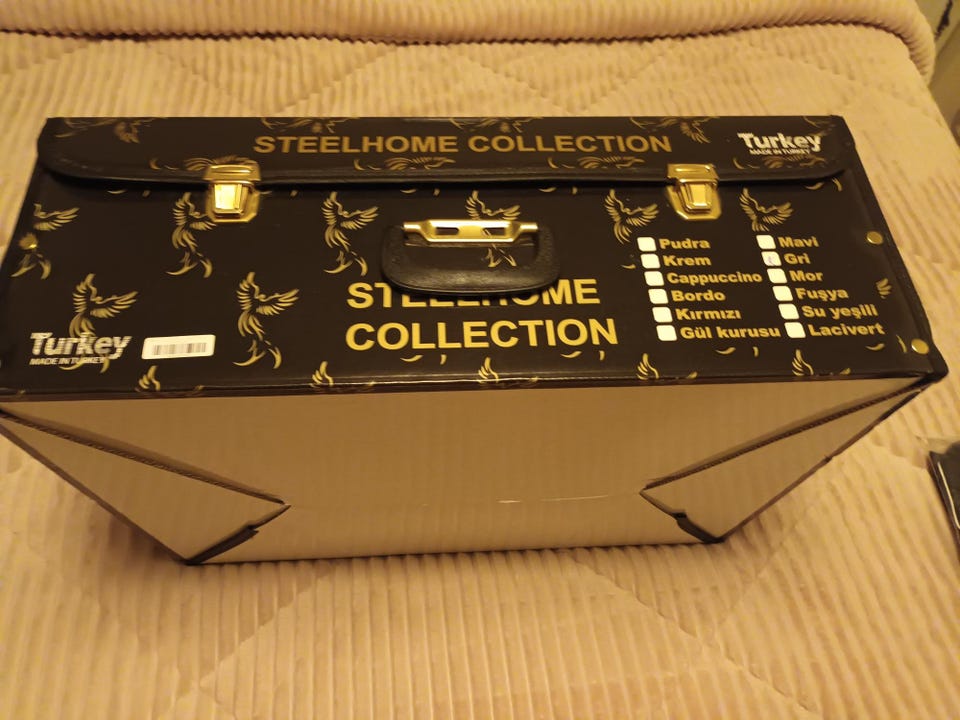 STEELHOME COLLECTION
Turkey
MADE IN TURKEY
STEELHOME
COLLECTION
Turkey
MADE IN TURKEY
Pudra
Krem
Cappuccino
Bordo
Kırmızı
Gül kurusu
Mavi
Gri
Mor
Fuşya
Su yeşili
Lacivert